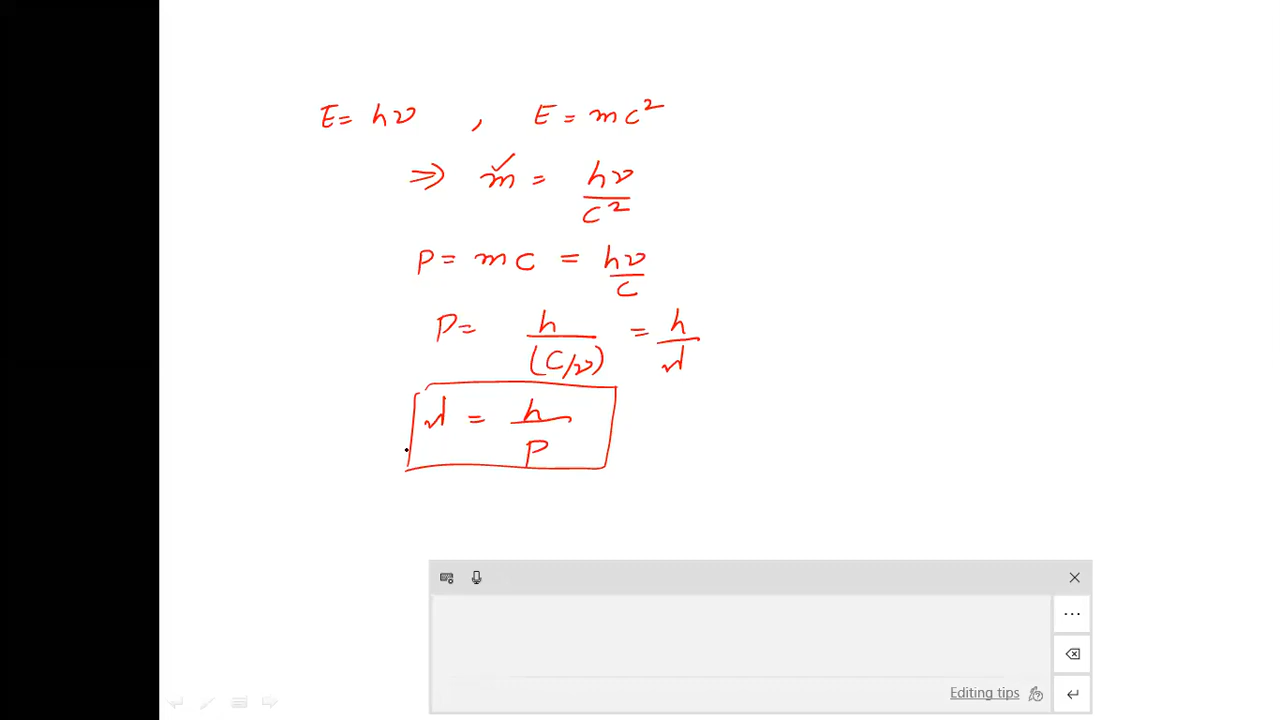 E = hν , E = mc²
⇒ m = hν/c²
P = mc = hν/c
P = h/(c/ν) = h/λ
λ = h/P
Editing tips